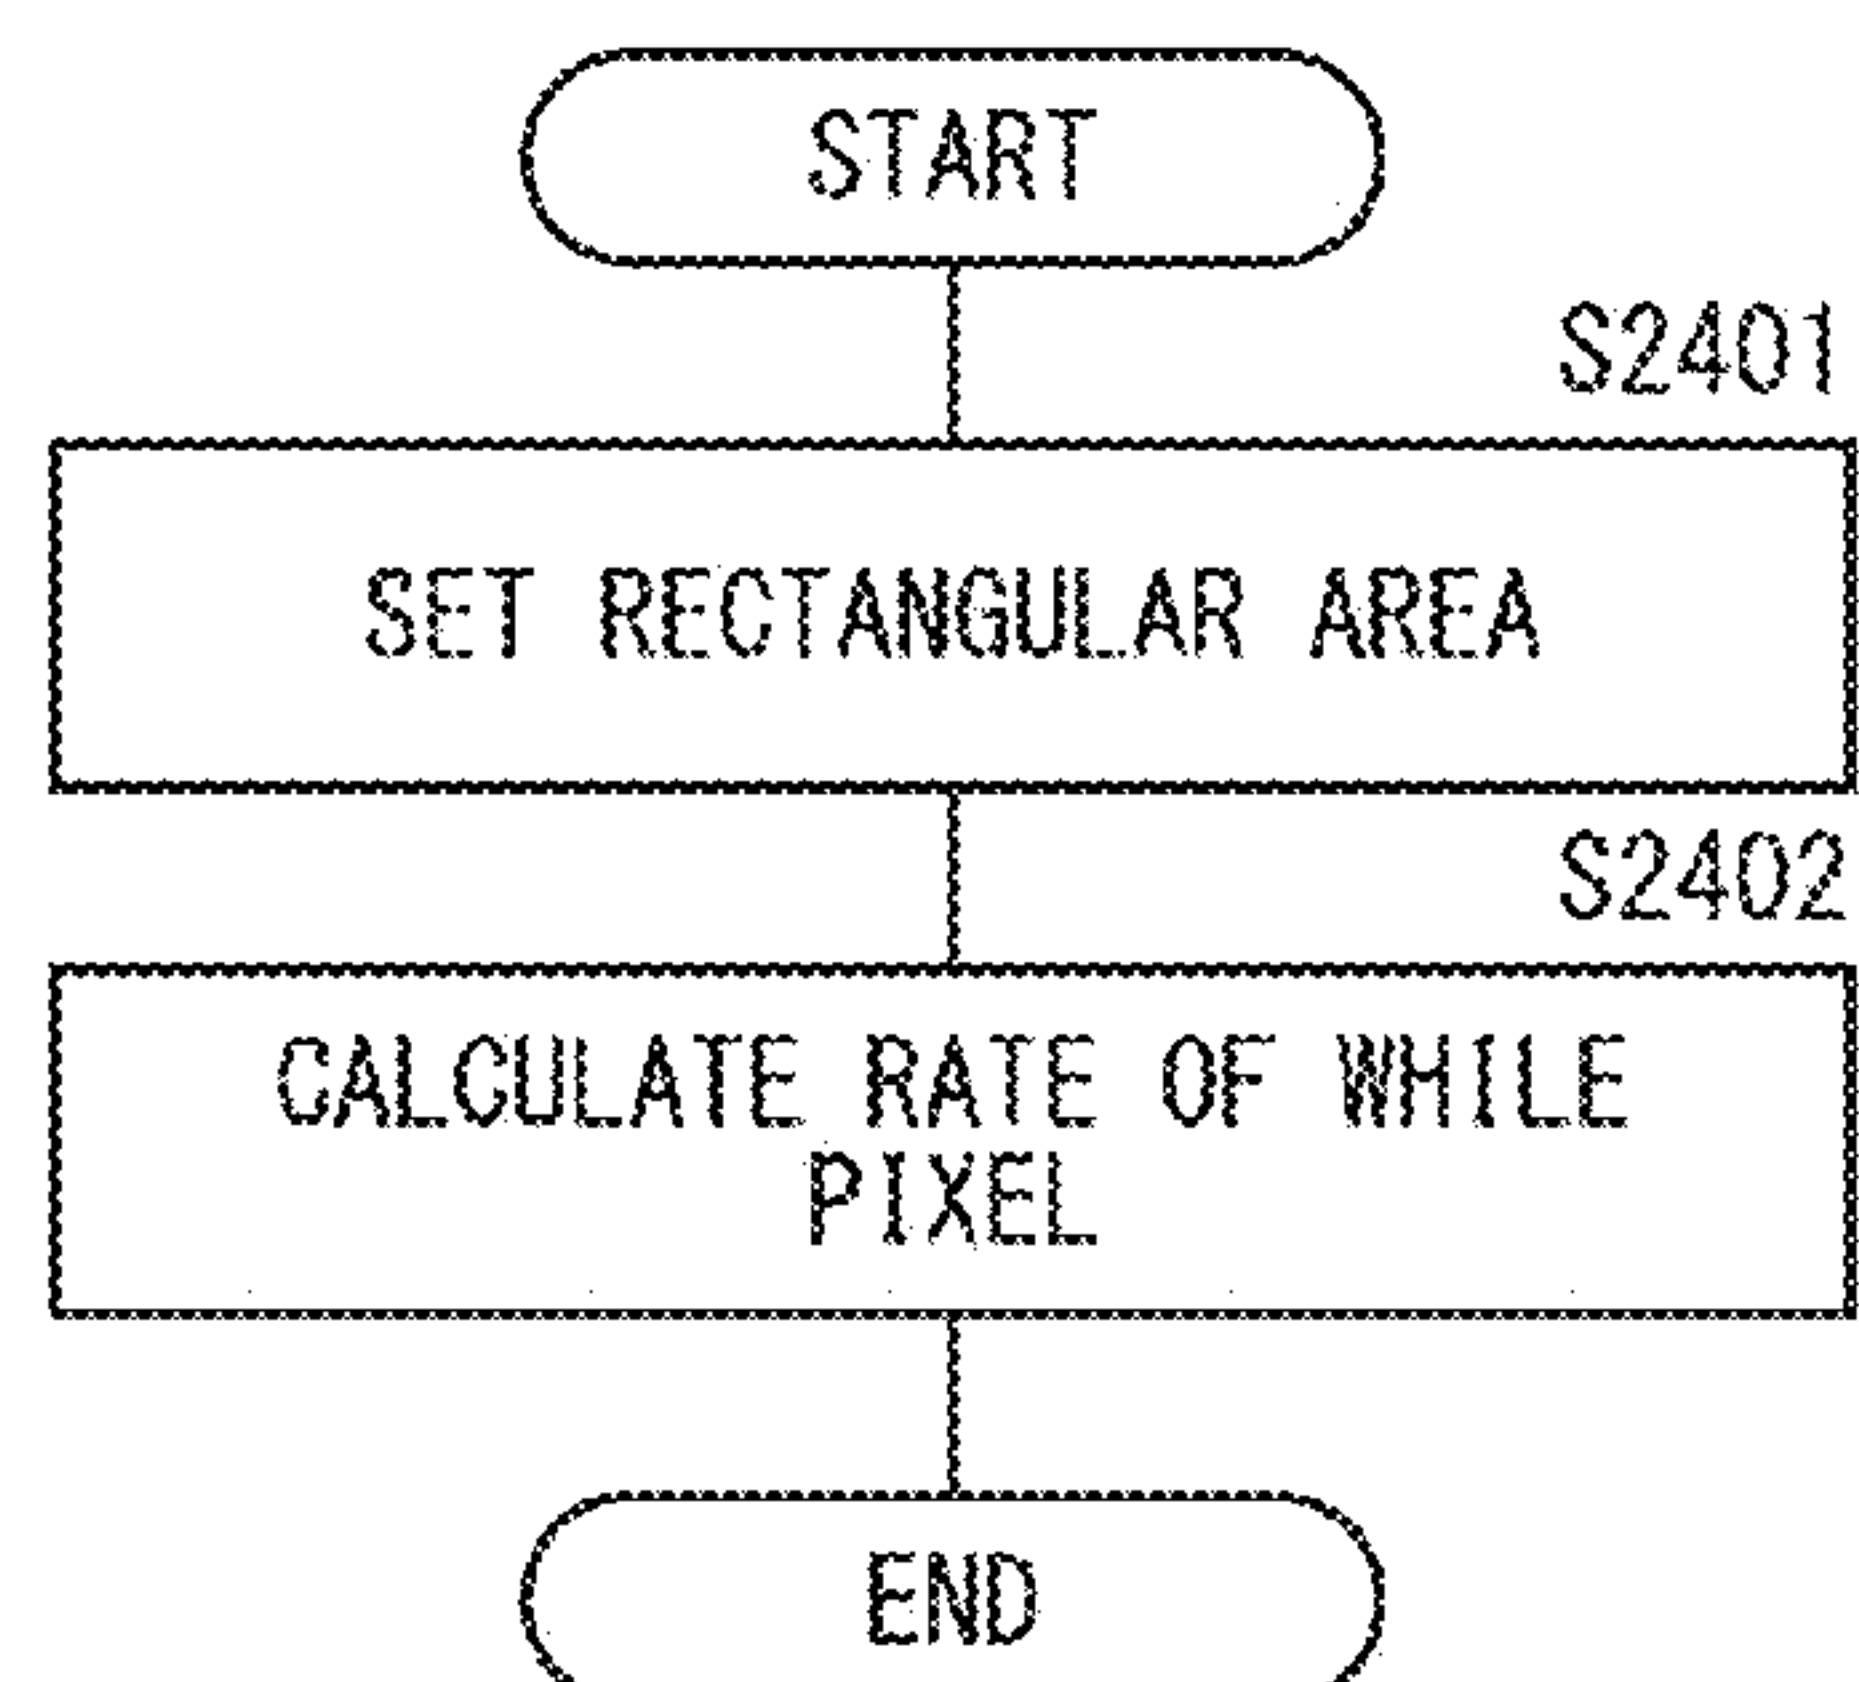 START
S2401
SET RECTANGULAR AREA
S2402
CALCULATE RATE OF WHILE
PIXEL
END